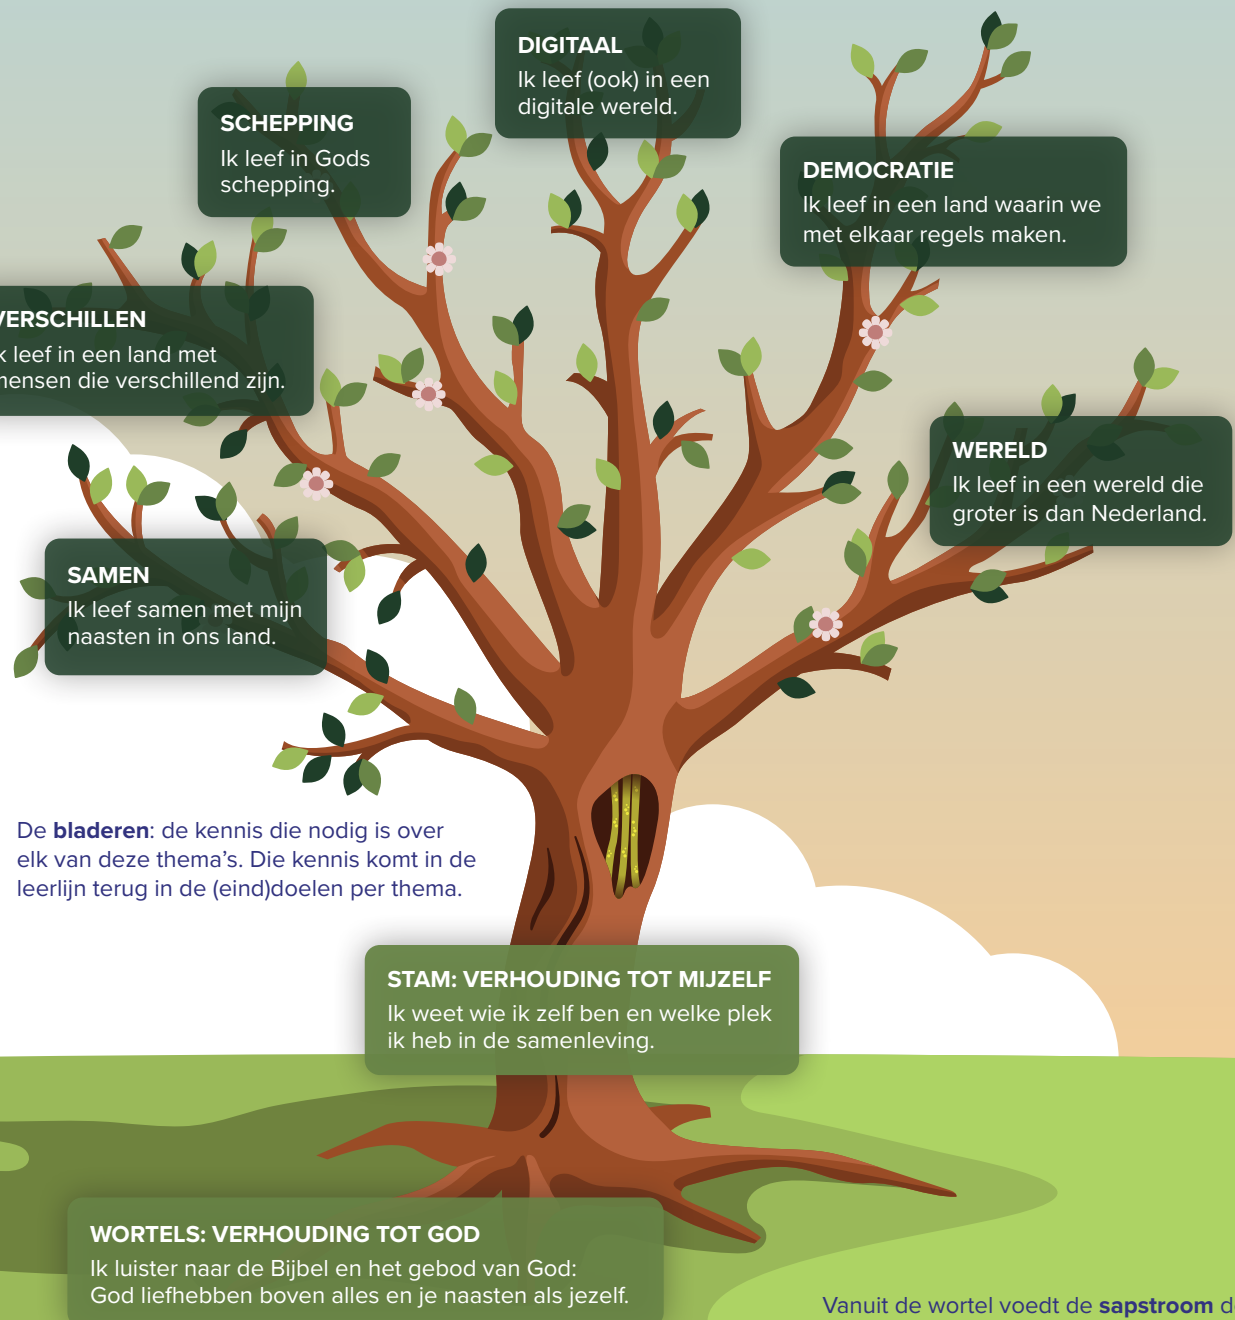 DIGITAAL
Ik leef (ook) in een
digitale wereld.
SCHEPPING
Ik leef in Gods
schepping.
DEMOCRATIE
Ik leef in een land waarin we
met elkaar regels maken.
VERSCHILLEN
k leef in een land met
mensen die verschillend zijn.
WERELD
Ik leef in een wereld die
groter is dan Nederland.
SAMEN
Ik leef samen met mijn
naasten in ons land.
De bladeren: de kennis die nodig is over
elk van deze thema's. Die kennis komt in de
leerlijn terug in de (eind)doelen per thema.
STAM: VERHOUDING TOT MIJZELF
Ik weet wie ik zelf ben en welke plek
ik heb in de samenleving.
WORTELS: VERHOUDING TOT GOD
Ik luister naar de Bijbel en het gebod van God:
God liefhebben boven alles en je naasten als jezelf.
Vanuit de wortel voedt de sapstroom